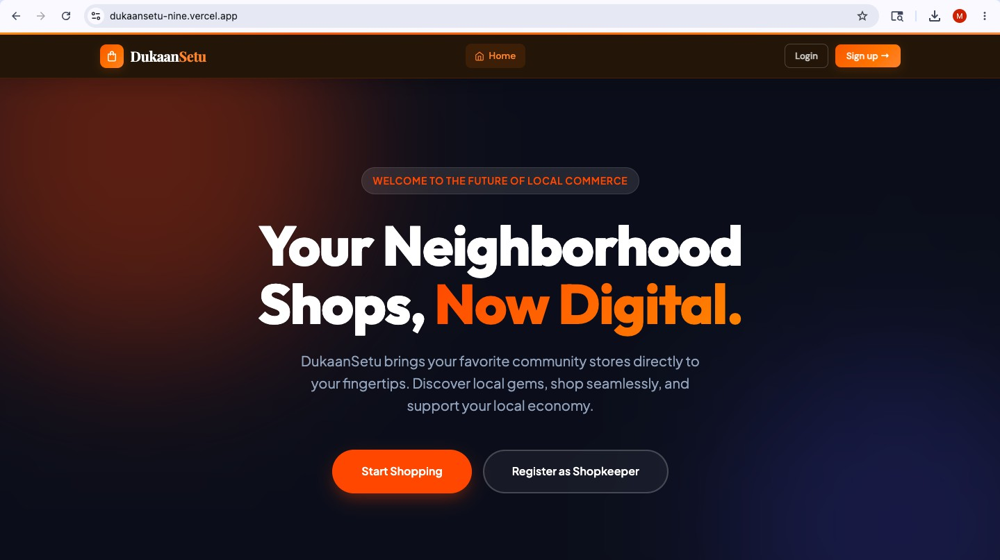 dukaansetu-nine.vercel.app
M
DukaanSetu
Home
Login
Sign up →
WELCOME TO THE FUTURE OF LOCAL COMMERCE
Your Neighborhood
Shops, Now Digital.
DukaanSetu brings your favorite community stores directly to
your fingertips. Discover local gems, shop seamlessly, and
support your local economy.
Start Shopping
Register as Shopkeeper